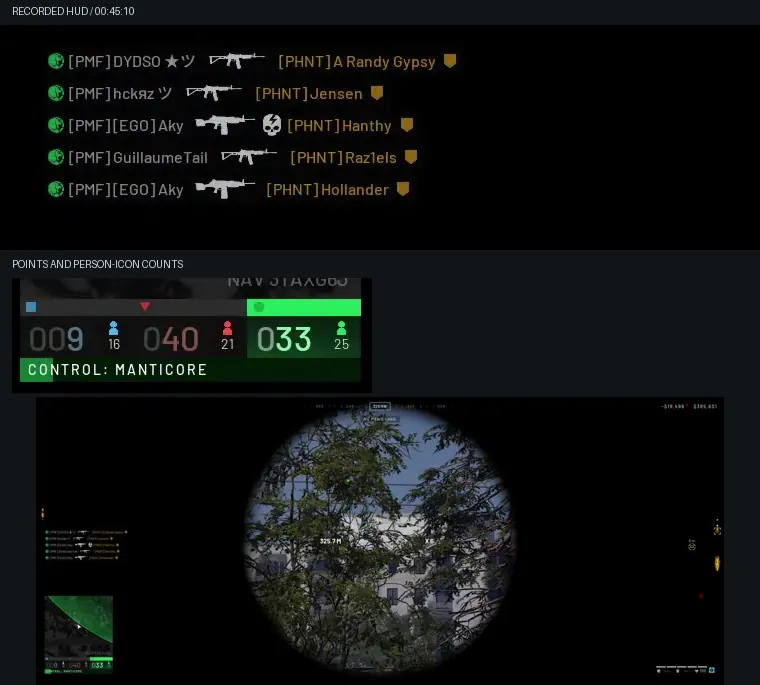 RECORDED HUD / 00:45:10
[PMF]DYDSO ★ツ [PHNT]A Randy Gypsy
[PMF]hckяz ツ [PHNT]Jensen
[PMF][EGO]Aky [PHNT]Hanthy
[PMF]GuillaumeTail [PHNT]Raz1els
[PMF][EGO]Aky [PHNT]Hollander
POINTS AND PERSON-ICON COUNTS
009 16 040 21 033 25
CONTROL: MANTICORE
325.7 M